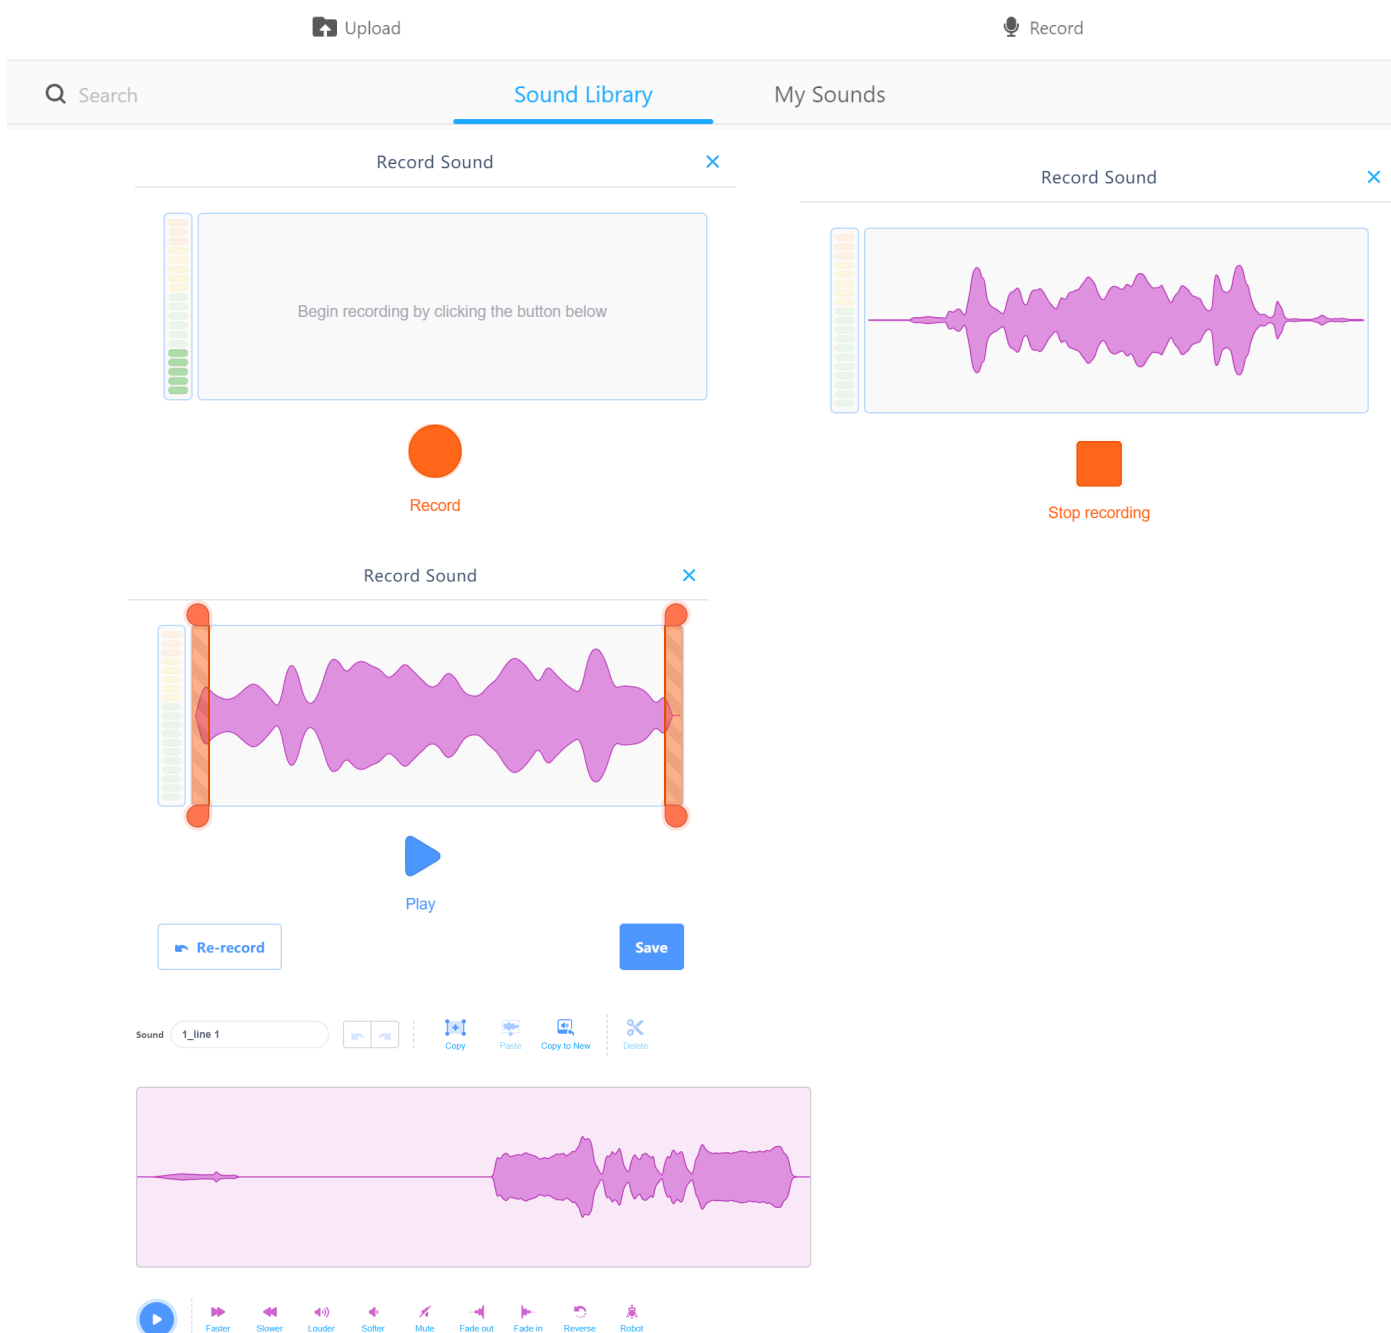 Upload
Record
Search
Sound Library
My Sounds
Record Sound
Record Sound
Begin recording by clicking the button below
Record
Stop recording
Record Sound
Play
Re-record
Save
Sound
1_line 1
Copy
Paste
Copy to New
Delete
Faster
Slower
Louder
Softer
Mute
Fade out
Fade in
Reverse
Robot